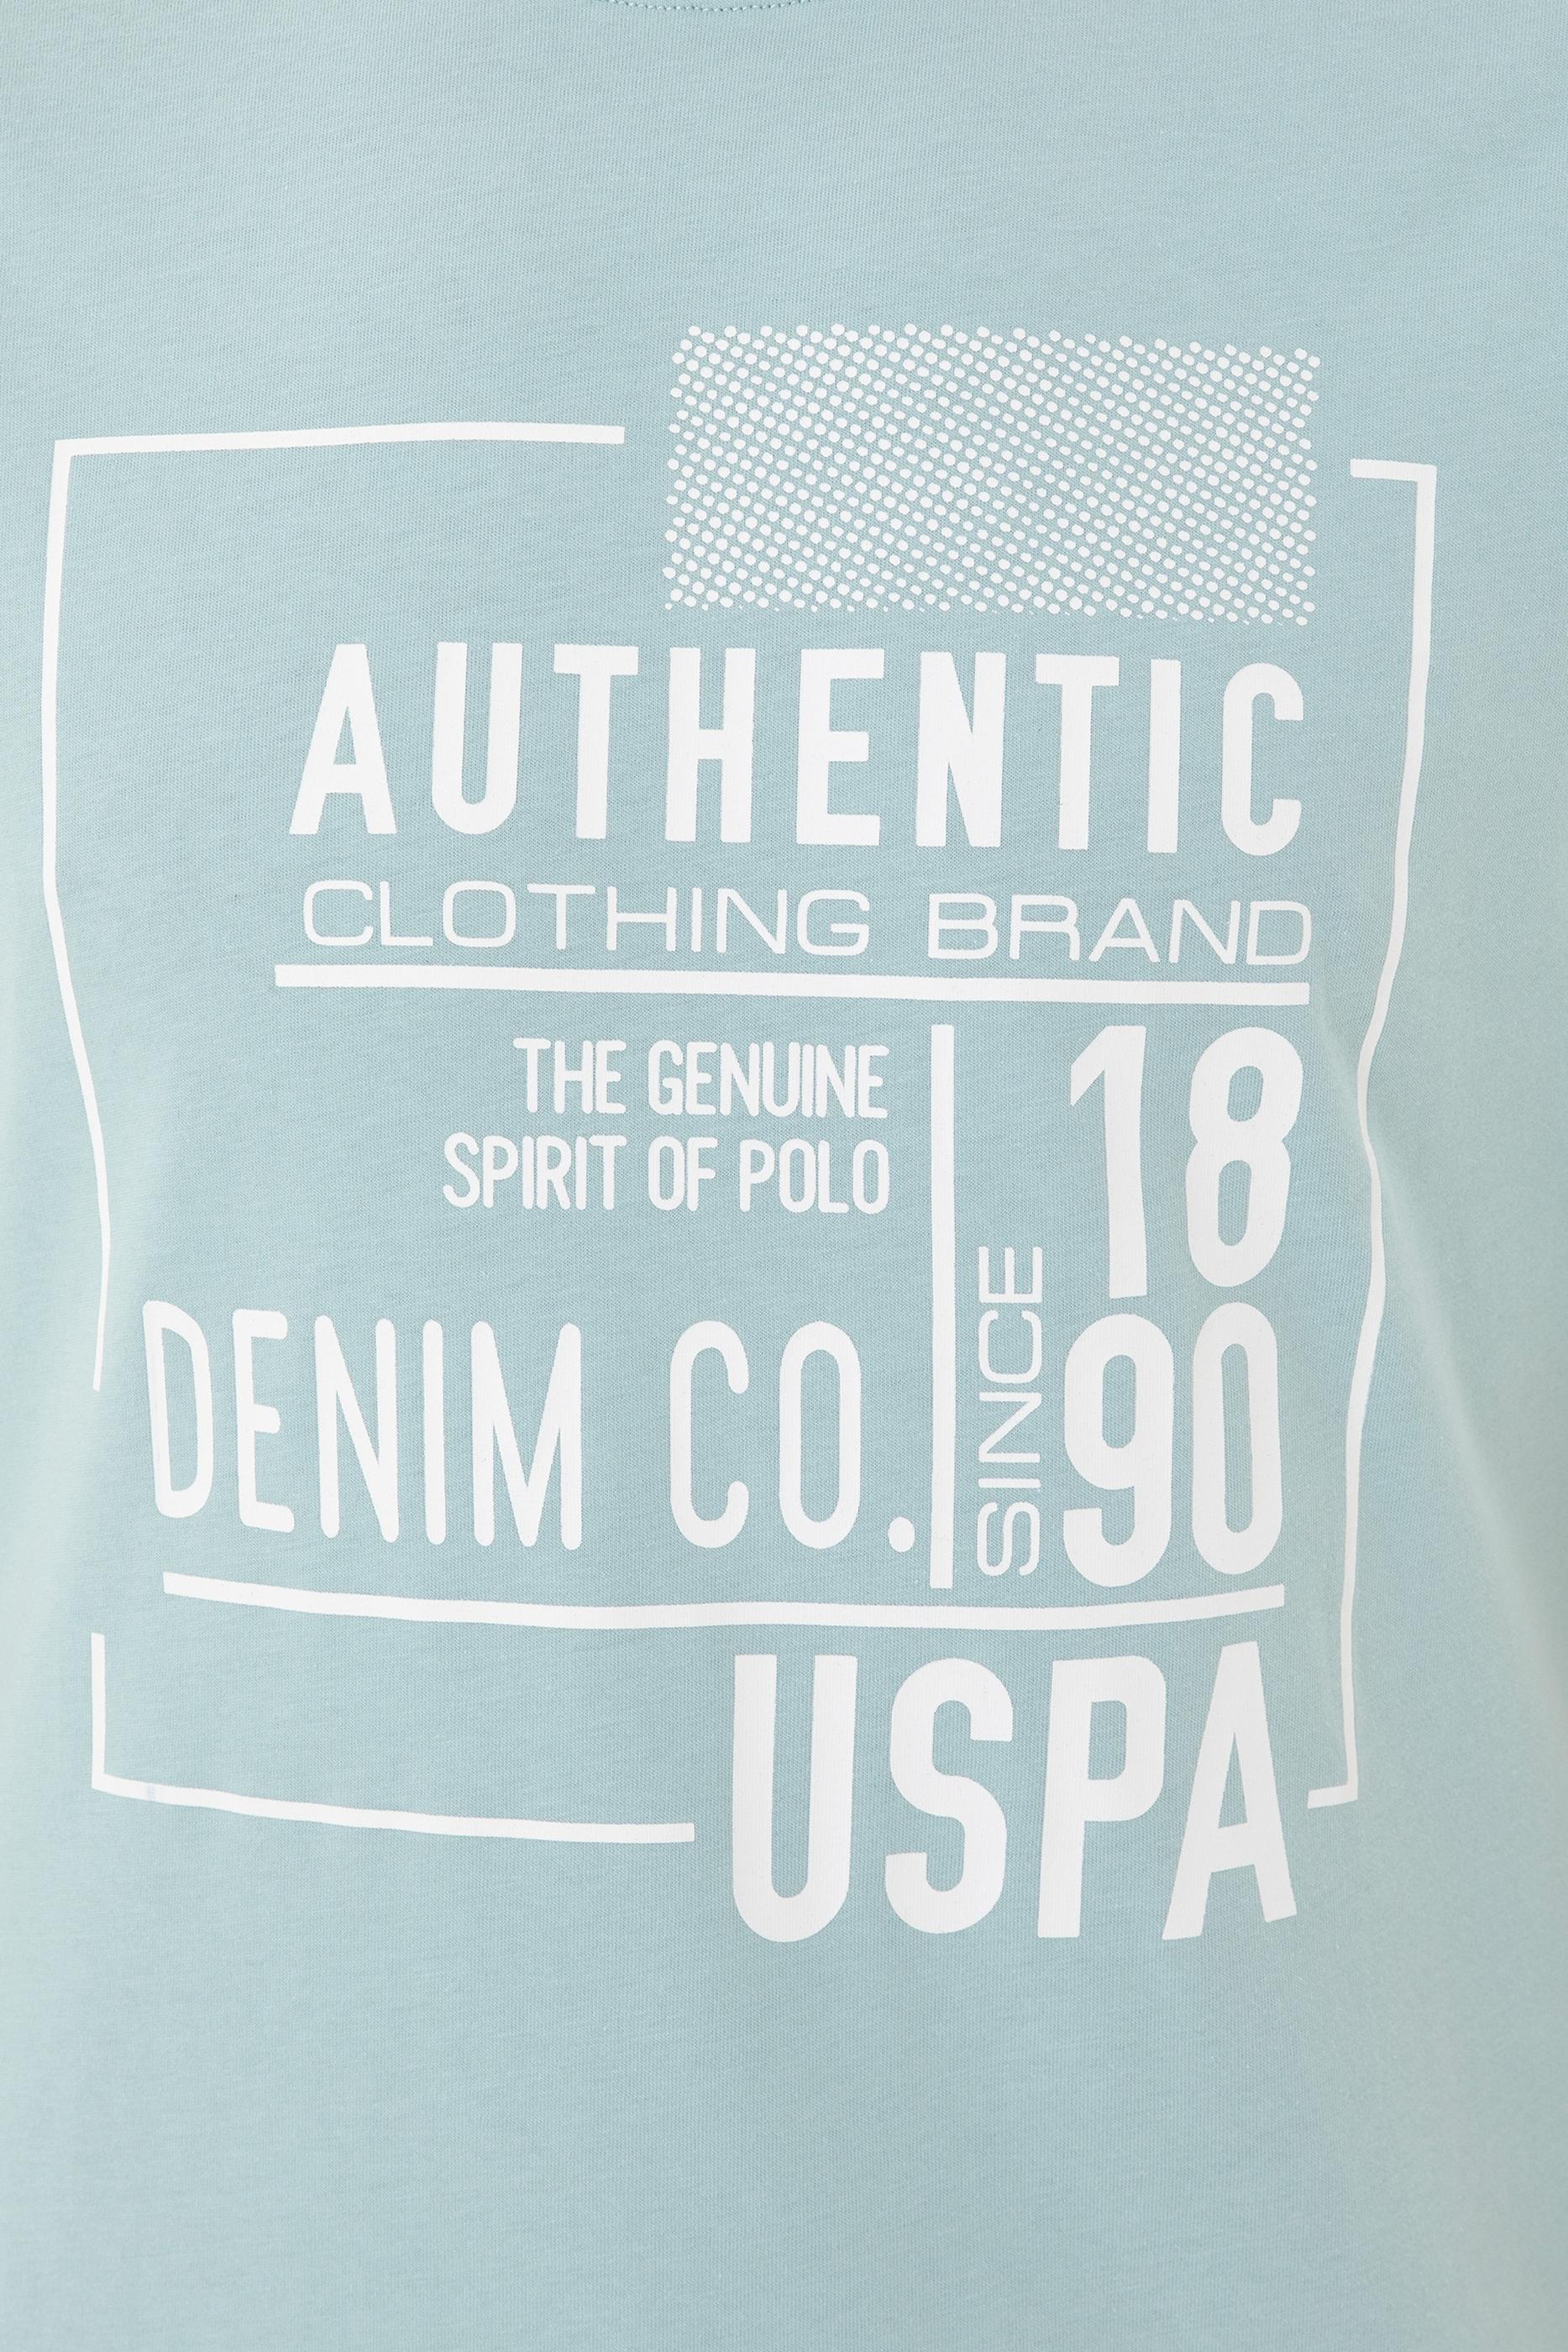 AUTHENTIC
CLOTHING BRAND
THE GENUINE
SPIRIT OF POLO
DENIM CO.
SINCE
18
90
USPA